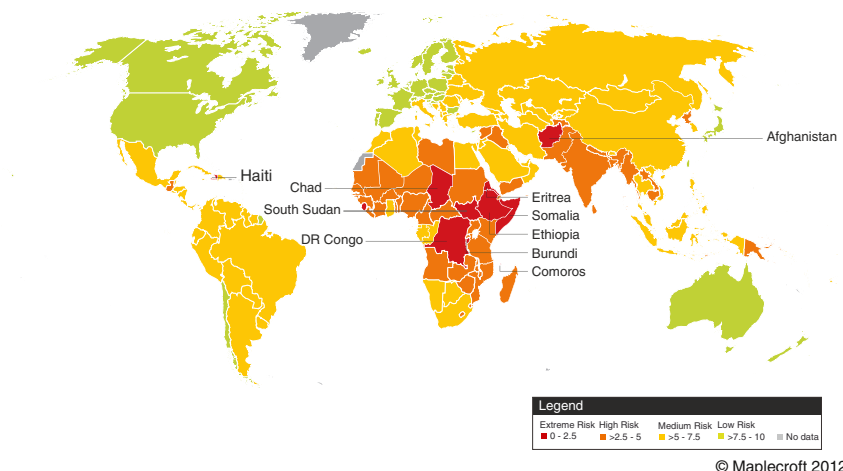 Afghanistan
Haiti
Chad
Eritrea
South Sudan
Somalia
Ethiopia
DR Congo
Burundi
Comoros
Legend
Extreme Risk High Risk Medium Risk Low Risk
0 - 2.5 >2.5 - 5 >5 - 7.5 >7.5 - 10 No data
© Maplecroft 2012